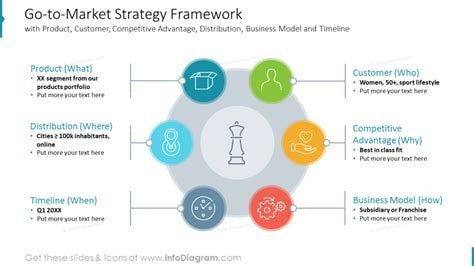 Go-to-Market Strategy Framework
with Product, Customer, Competitive Advantage, Distribution, Business Model and Timeline
Product (What)
• XX segment from our
products portfolio
• Put more your text here
Customer (Who)
• Women, 50+, sport lifestyle
• Put more your text here
Distribution (Where)
• Cities ≥ 100k inhabitants,
online
• Put more your text here
Competitive
Advantage (Why)
• Best in class fit
• Put more your text here
Timeline (When)
• Q1 20XX
• Put more your text here
Business Model (How)
• Subsidiary or Franchise
• Put more your text here
Get these slides & icons at www.infoDiagram.com